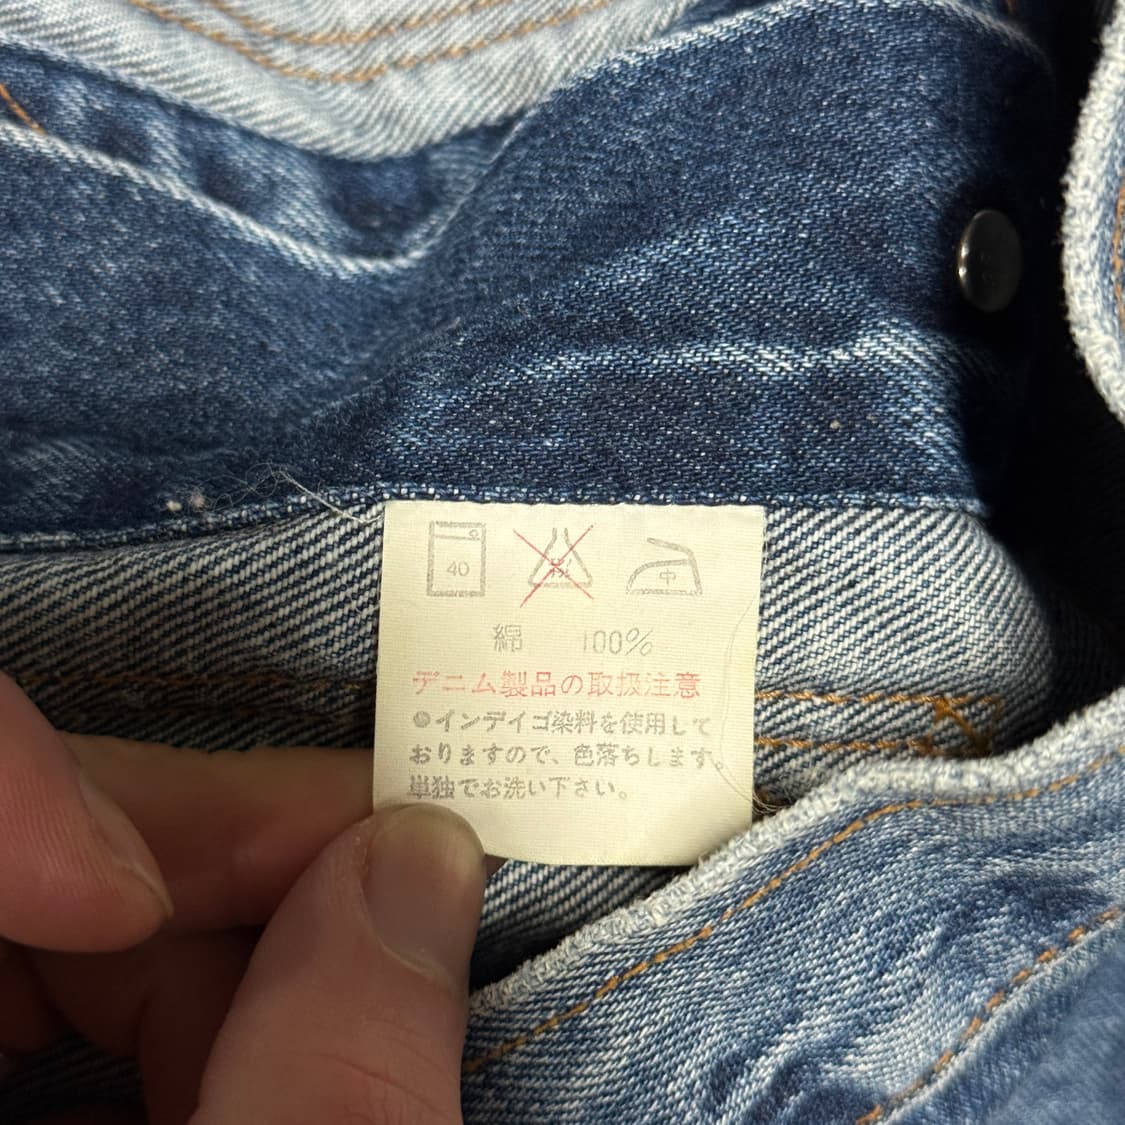 40 中
綿 100%
デニム製品の取扱注意
●インデイゴ染料を使用して
おりますので、色落ちします。
単独でお洗い下さい。